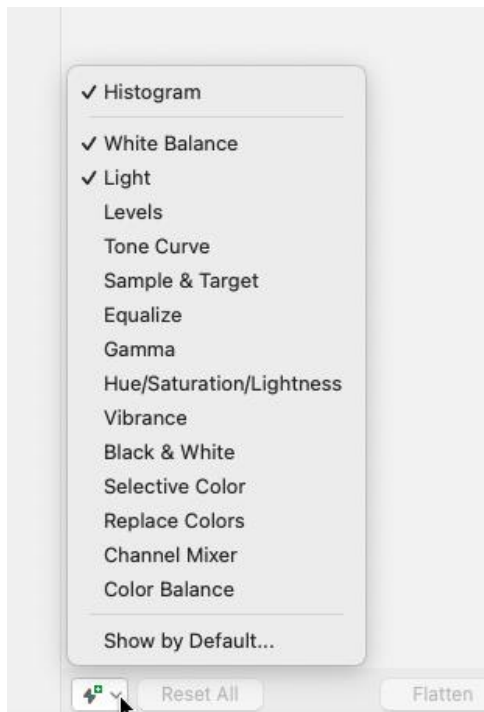 ✓ Histogram
✓ White Balance
✓ Light
Levels
Tone Curve
Sample & Target
Equalize
Gamma
Hue/Saturation/Lightness
Vibrance
Black & White
Selective Color
Replace Colors
Channel Mixer
Color Balance
Show by Default...
Reset All Flatten